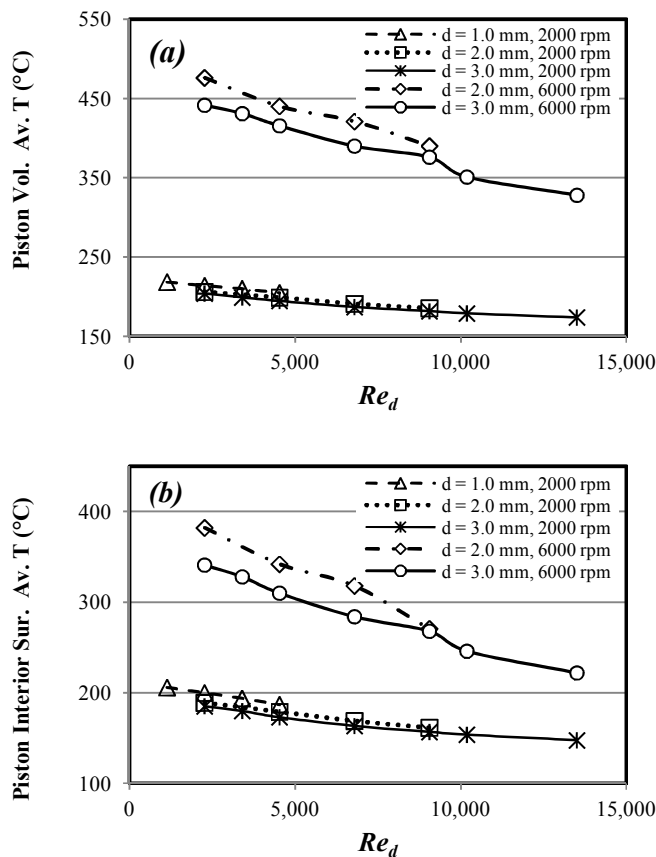 550
450
350
250
150
Piston Vol. Av. T (°C)
(a)
d = 1.0 mm, 2000 rpm
d = 2.0 mm, 2000 rpm
d = 3.0 mm, 2000 rpm
d = 2.0 mm, 6000 rpm
d = 3.0 mm, 6000 rpm
0 5,000 10,000 15,000
Re_d
400
300
200
100
Piston Interior Sur. Av. T (°C)
(b)
d = 1.0 mm, 2000 rpm
d = 2.0 mm, 2000 rpm
d = 3.0 mm, 2000 rpm
d = 2.0 mm, 6000 rpm
d = 3.0 mm, 6000 rpm
0 5,000 10,000 15,000
Re_d